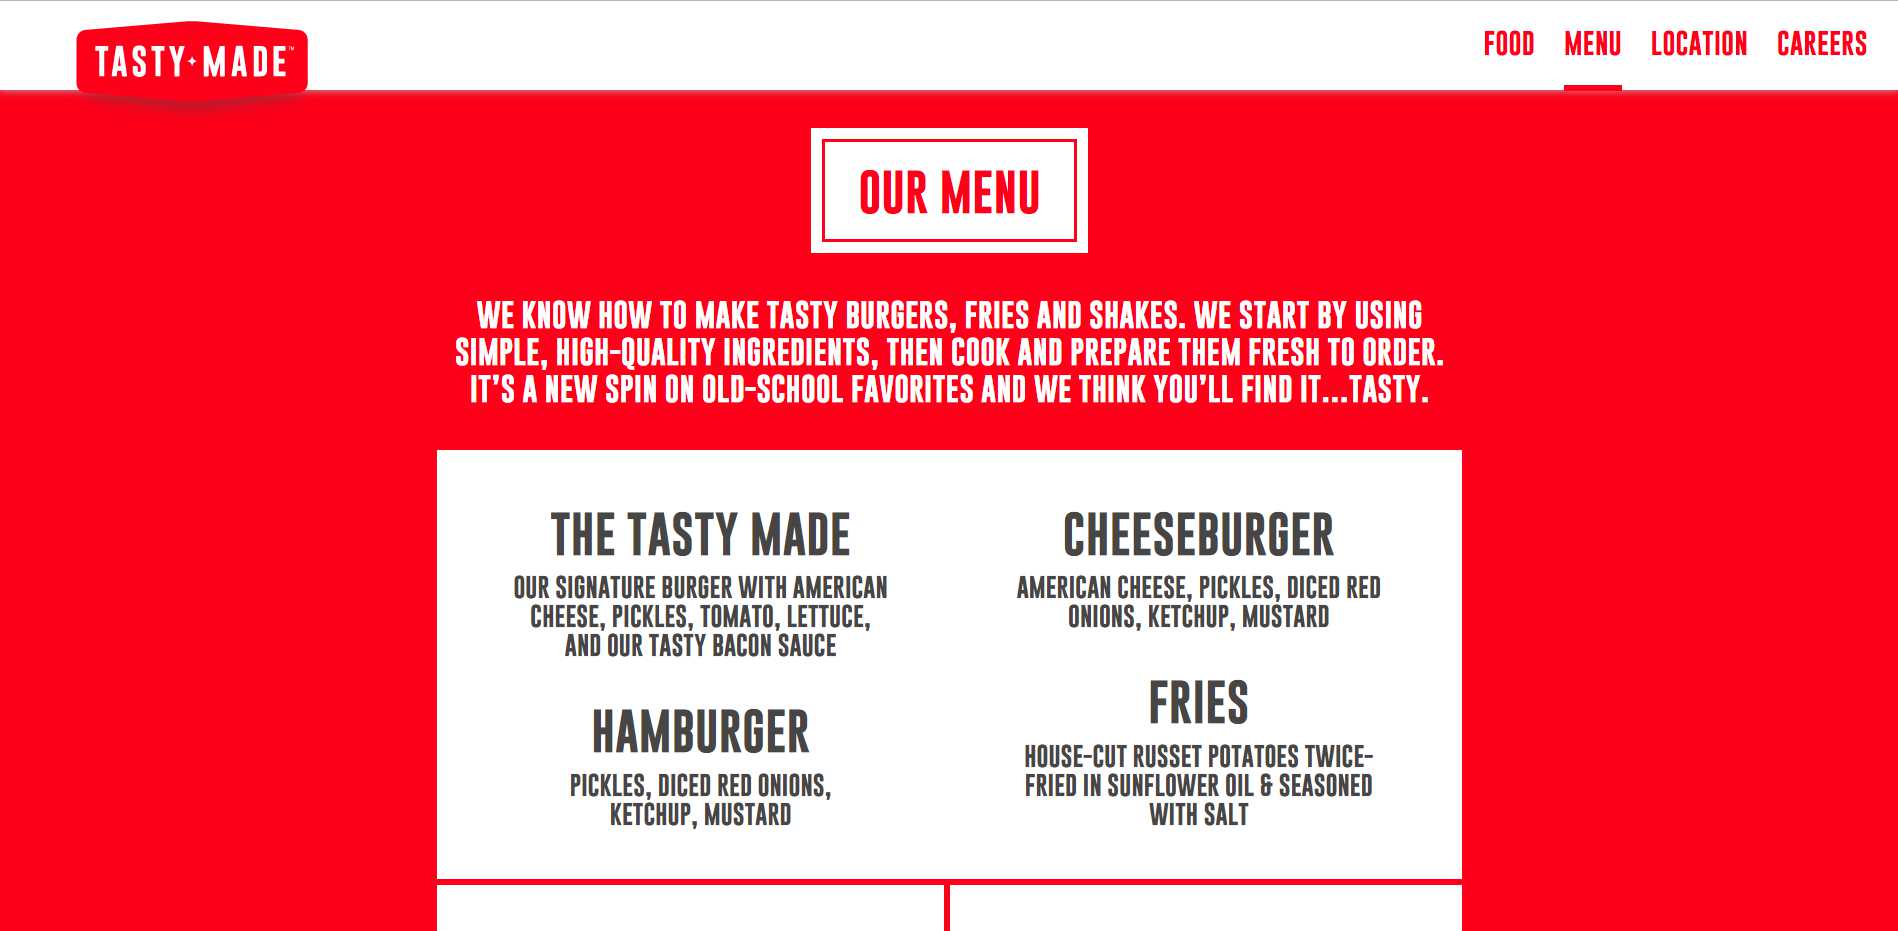 TASTY MADE™
FOOD MENU LOCATION CAREERS
OUR MENU
WE KNOW HOW TO MAKE TASTY BURGERS, FRIES AND SHAKES. WE START BY USING
SIMPLE, HIGH-QUALITY INGREDIENTS, THEN COOK AND PREPARE THEM FRESH TO ORDER.
IT'S A NEW SPIN ON OLD-SCHOOL FAVORITES AND WE THINK YOU'LL FIND IT...TASTY.
THE TASTY MADE
OUR SIGNATURE BURGER WITH AMERICAN
CHEESE, PICKLES, TOMATO, LETTUCE,
AND OUR TASTY BACON SAUCE
HAMBURGER
PICKLES, DICED RED ONIONS,
KETCHUP, MUSTARD
CHEESEBURGER
AMERICAN CHEESE, PICKLES, DICED RED
ONIONS, KETCHUP, MUSTARD
FRIES
HOUSE-CUT RUSSET POTATOES TWICE-
FRIED IN SUNFLOWER OIL & SEASONED
WITH SALT